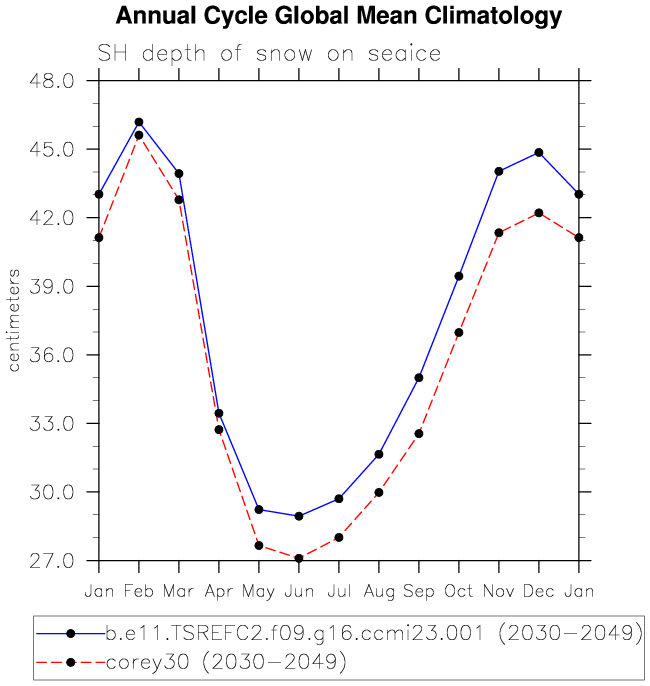 Annual Cycle Global Mean Climatology
SH depth of snow on seaice
48.0
45.0
42.0
39.0
36.0
33.0
30.0
27.0
centimeters
Jan Feb Mar Apr May Jun Jul Aug Sep Oct Nov Dec Jan
b.e11.TSREFC2.f09.g16.ccmi23.001 (2030-2049)
corey30 (2030-2049)